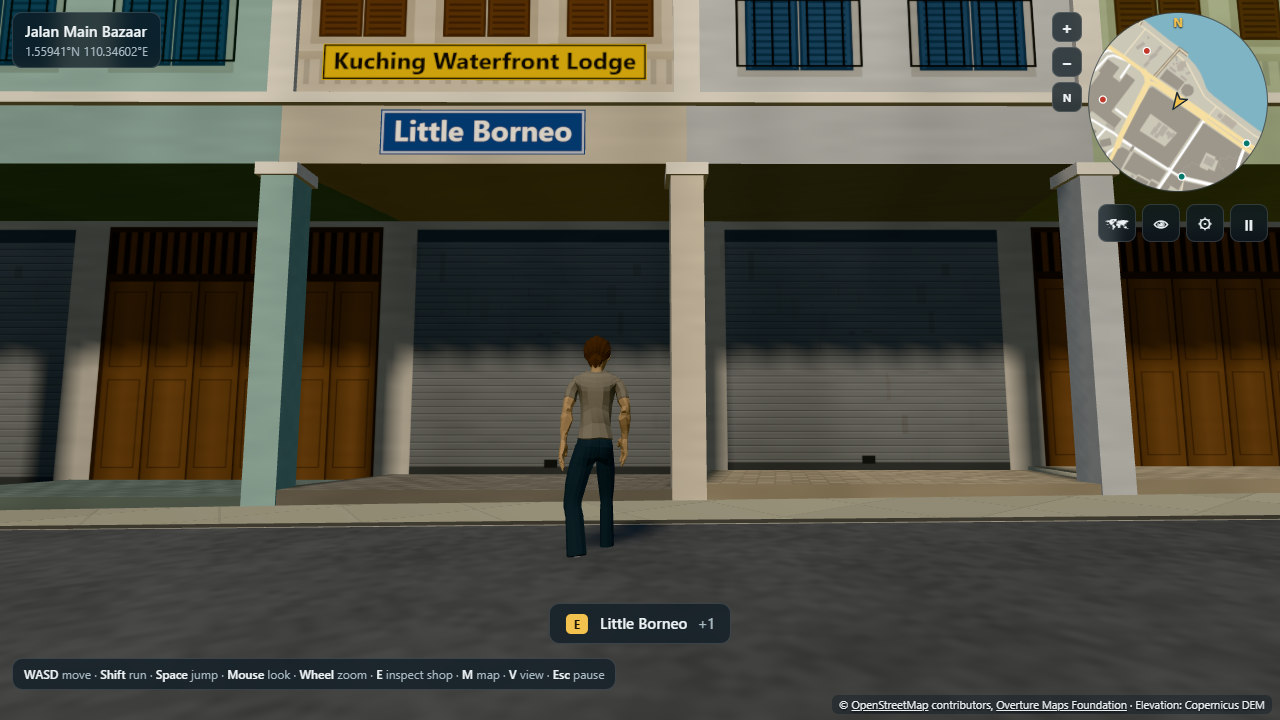 Jalan Main Bazaar
1.55941°N 110.34602°E
Kuching Waterfront Lodge
Little Borneo
+
−
N
N
E Little Borneo +1
WASD move · Shift run · Space jump · Mouse look · Wheel zoom · E inspect shop · M map · V view · Esc pause
© OpenStreetMap contributors, Overture Maps Foundation · Elevation: Copernicus DEM